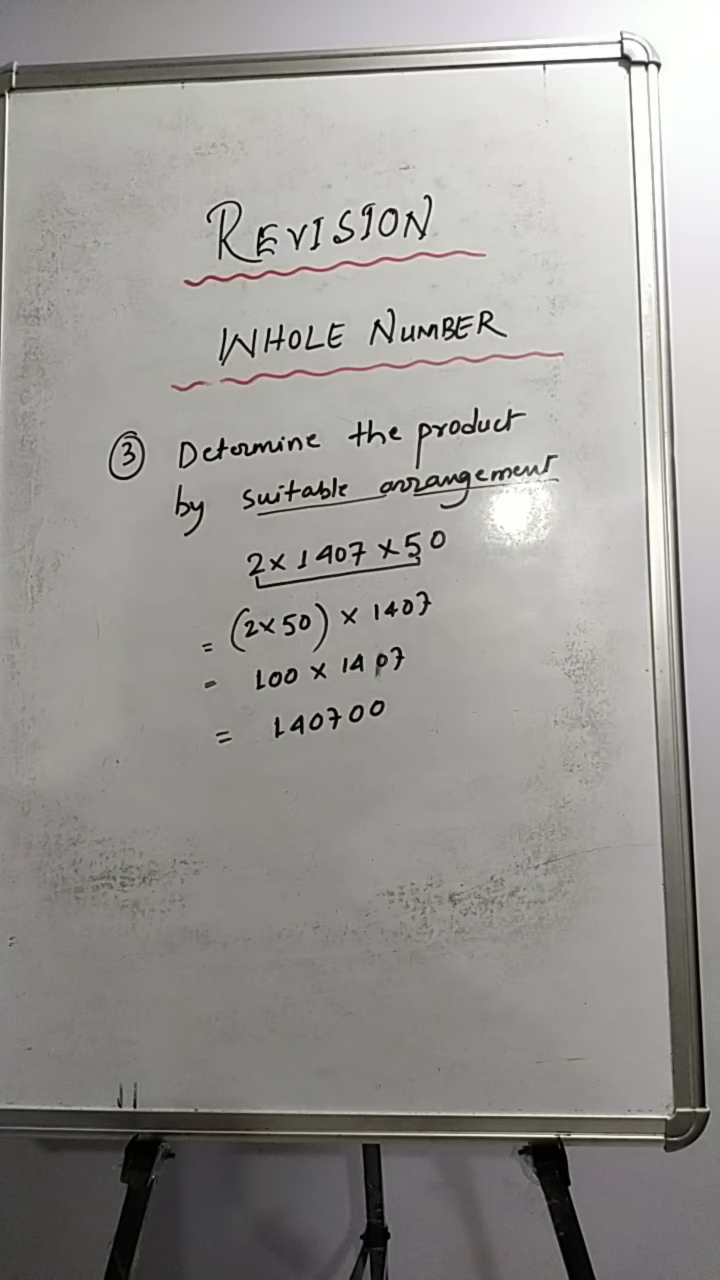 REVISION
WHOLE NUMBER
③ Determine the product
by suitable arrangement
2 × 1407 × 50
= (2 × 50) × 1407
= 100 × 1407
= 140700